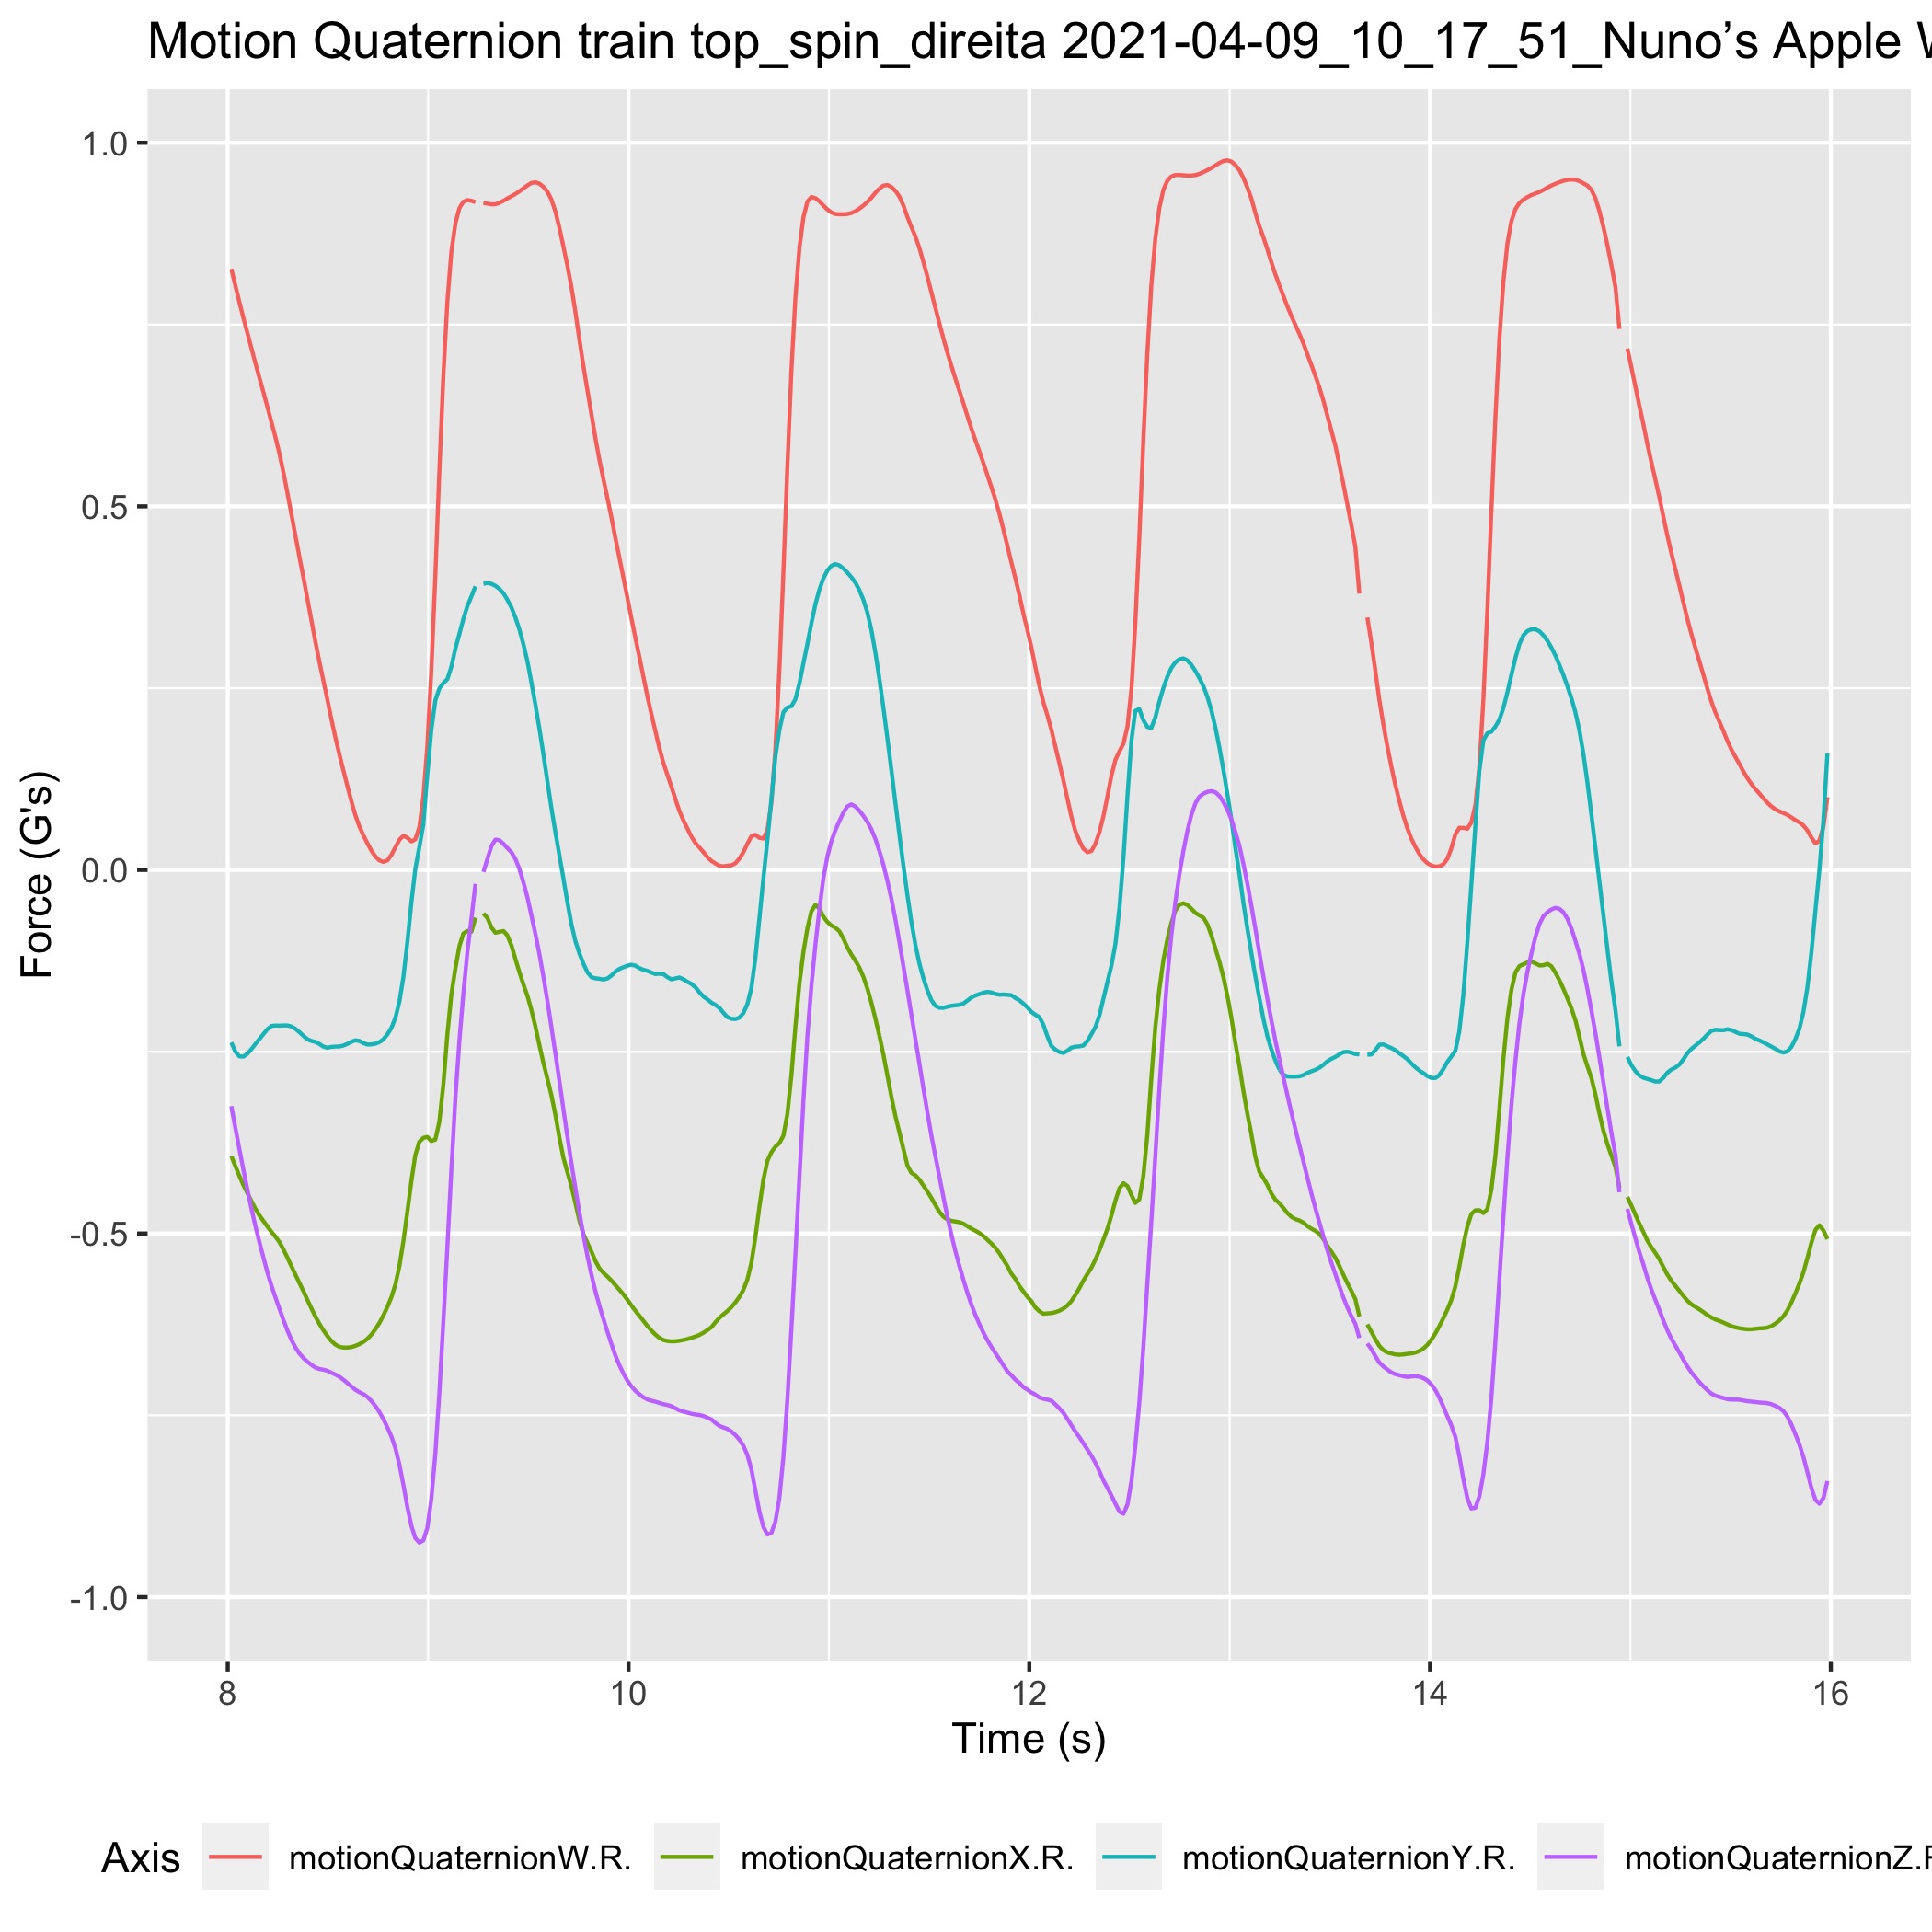 Motion Quaternion train top_spin_direita 2021-04-09_10_17_51_Nuno’s Apple
Force (G's)
1.0
0.5
0.0
-0.5
-1.0
8 10 12 14 16
Time (s)
Axis motionQuaternionW.R. motionQuaternionX.R. motionQuaternionY.R. motionQuaternionZ.R